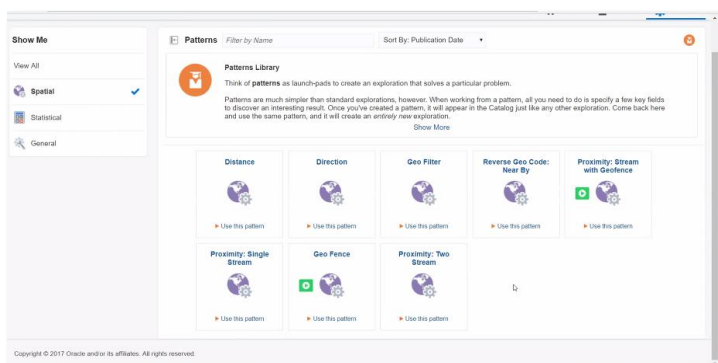 Show Me
View All
Spatial
Statistical
General
Patterns Filter by Name Sort By: Publication Date
Patterns Library
Think of patterns as launch-pads to create an exploration that solves a particular problem.
Patterns are much simpler than standard explorations, however. When working from a pattern, all you need to do is specify a few key fields
to discover an interesting result. Once you've created a pattern, it will appear in the Catalog just like any other exploration. Come back here
and use the same pattern, and it will create an entirely new exploration.
Show More
Distance
Use this pattern
Direction
Use this pattern
Geo Filter
Use this pattern
Reverse Geo Code:
Near By
Use this pattern
Proximity: Stream
with Geofence
Use this pattern
Proximity: Single
Stream
Use this pattern
Geo Fence
Use this pattern
Proximity: Two
Stream
Use this pattern
Copyright © 2017 Oracle and/or its affiliates. All rights reserved.